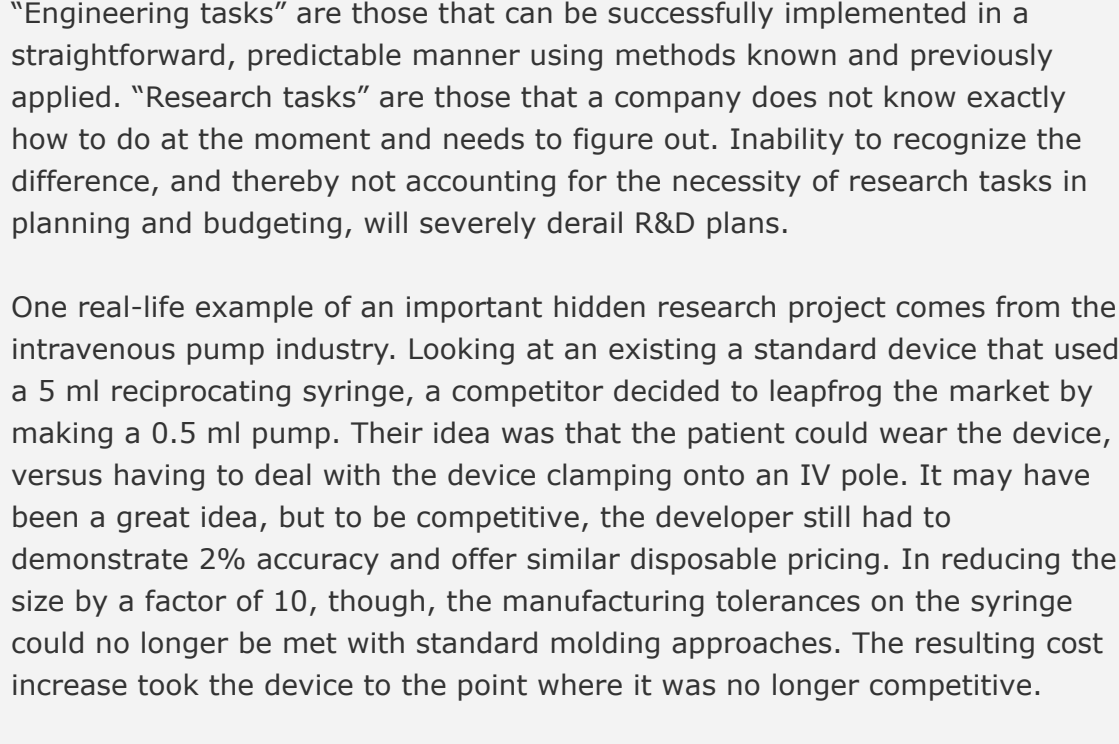 “Engineering tasks” are those that can be successfully implemented in a
straightforward, predictable manner using methods known and previously
applied. “Research tasks” are those that a company does not know exactly
how to do at the moment and needs to figure out. Inability to recognize the
difference, and thereby not accounting for the necessity of research tasks in
planning and budgeting, will severely derail R&D plans.
One real-life example of an important hidden research project comes from the
intravenous pump industry. Looking at an existing a standard device that used
a 5 ml reciprocating syringe, a competitor decided to leapfrog the market by
making a 0.5 ml pump. Their idea was that the patient could wear the device,
versus having to deal with the device clamping onto an IV pole. It may have
been a great idea, but to be competitive, the developer still had to
demonstrate 2% accuracy and offer similar disposable pricing. In reducing the
size by a factor of 10, though, the manufacturing tolerances on the syringe
could no longer be met with standard molding approaches. The resulting cost
increase took the device to the point where it was no longer competitive.